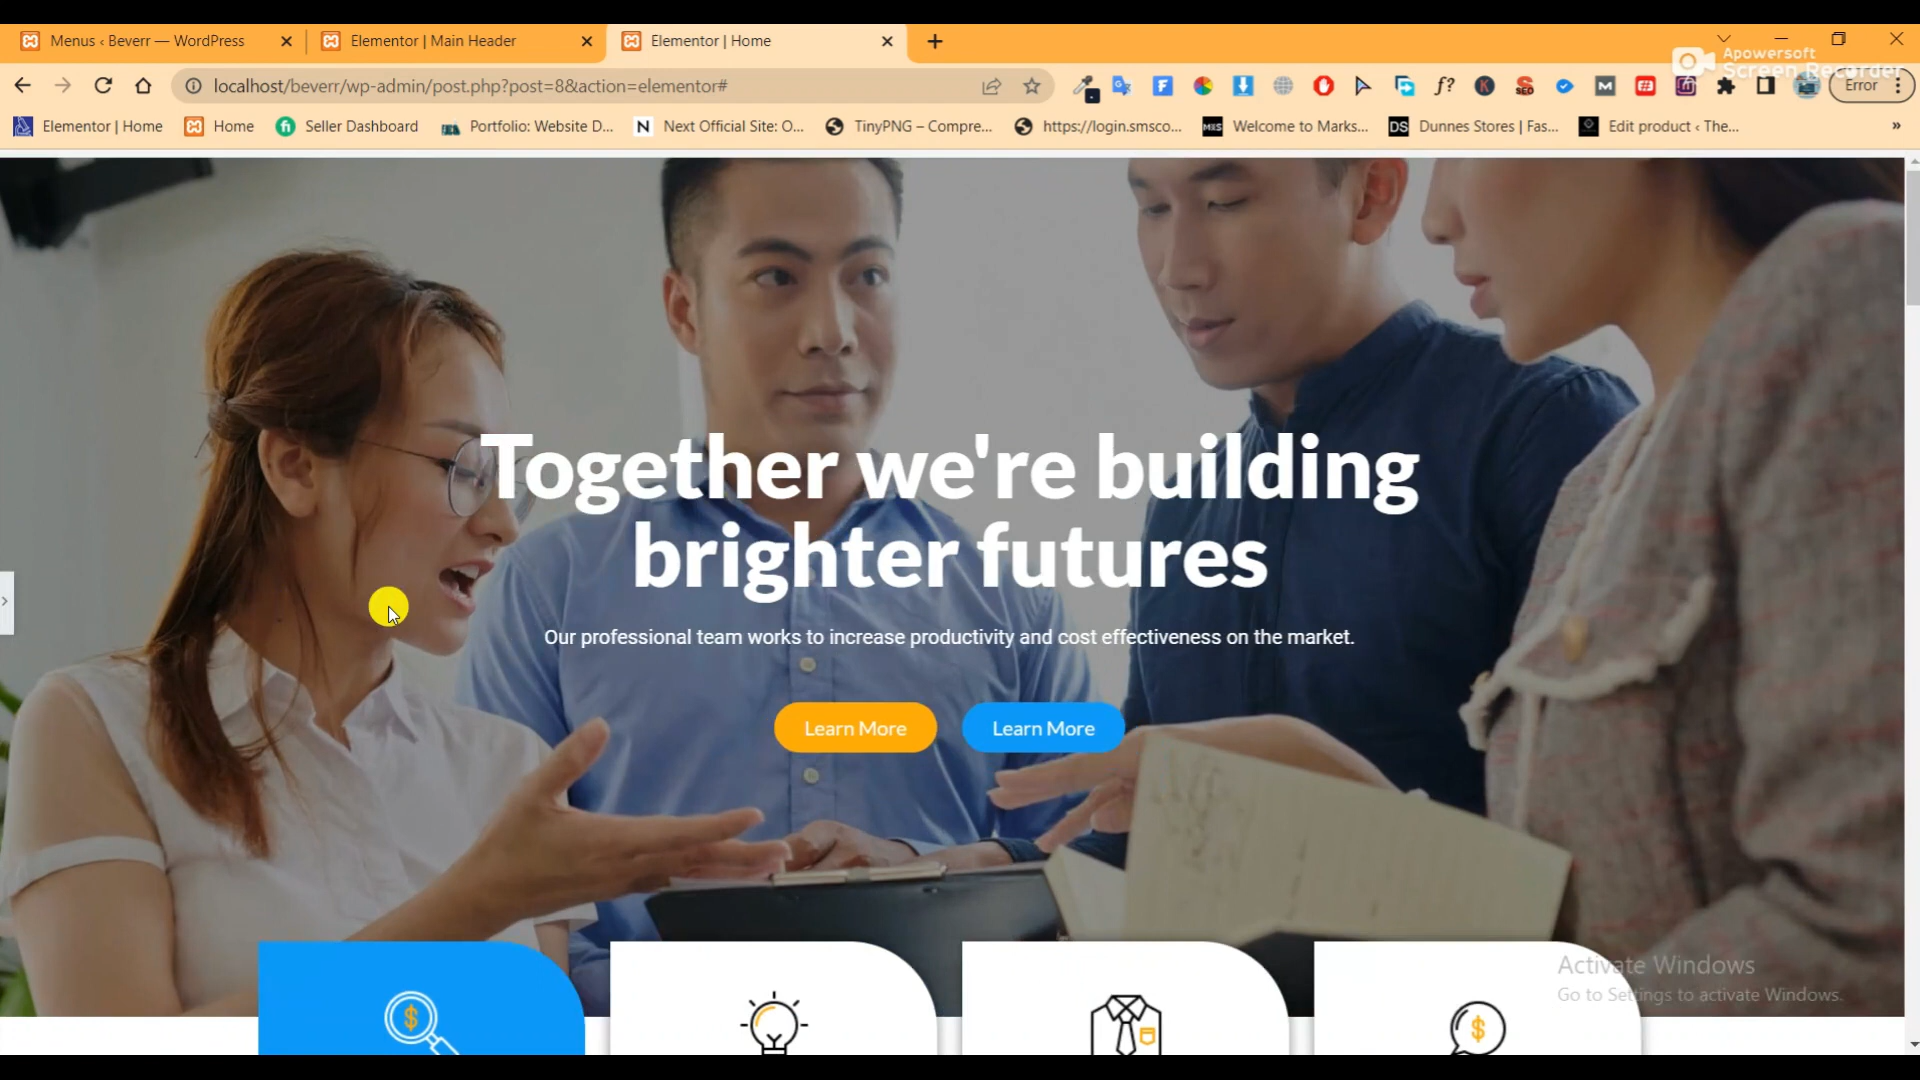 Menus ‹ Beverr — WordPress
Elementor | Main Header
Elementor | Home
Apowersoft
Screen Recorder
localhost/beverr/wp-admin/post.php?post=8&action=elementor#
f?
K
SEO
M
Error
Elementor | Home
Home
Seller Dashboard
Portfolio: Website D...
Next Official Site: O...
TinyPNG – Compre...
https://login.smsco...
Welcome to Marks...
Dunnes Stores | Fas...
Edit product ‹ The...
»
Together we're building
brighter futures
Our professional team works to increase productivity and cost effectiveness on the market.
Learn More
Learn More
Activate Windows
Go to Settings to activate Windows.